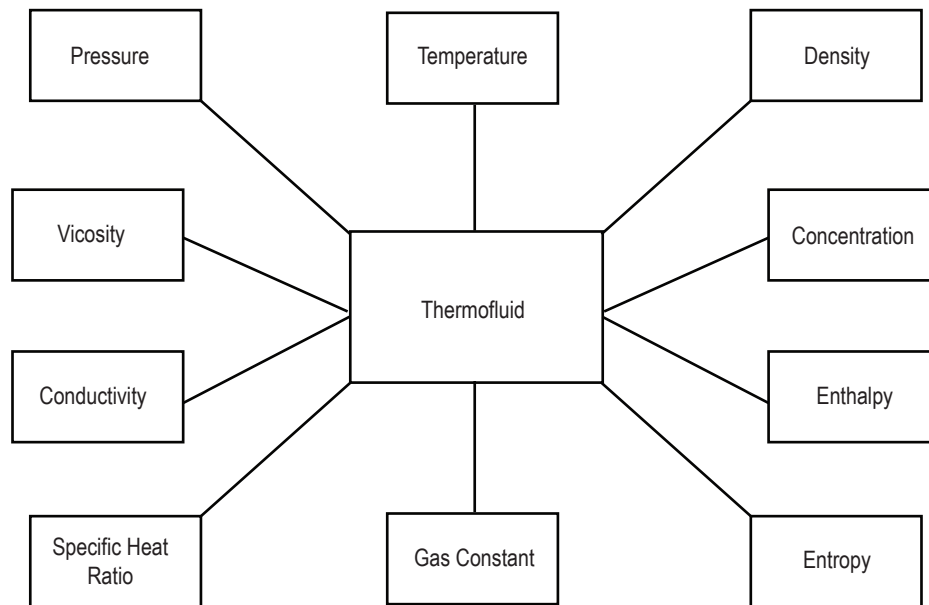 Pressure
Temperature
Density
Vicosity
Concentration
Thermofluid
Conductivity
Enthalpy
Specific Heat
Ratio
Gas Constant
Entropy